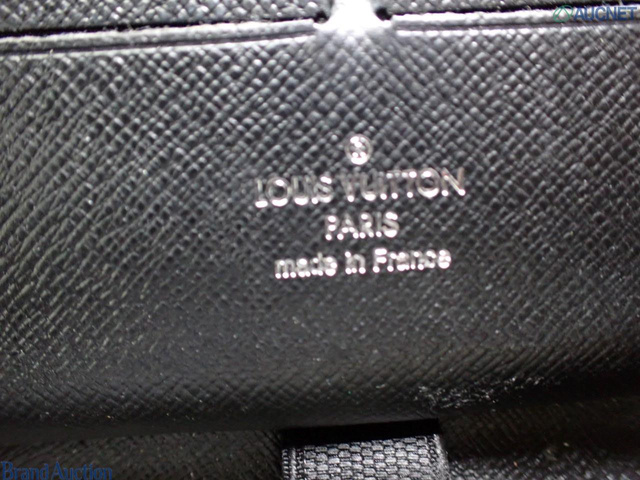 AUCNET
®
LOUIS VUITTON
PARIS
made in France
Brand Auction